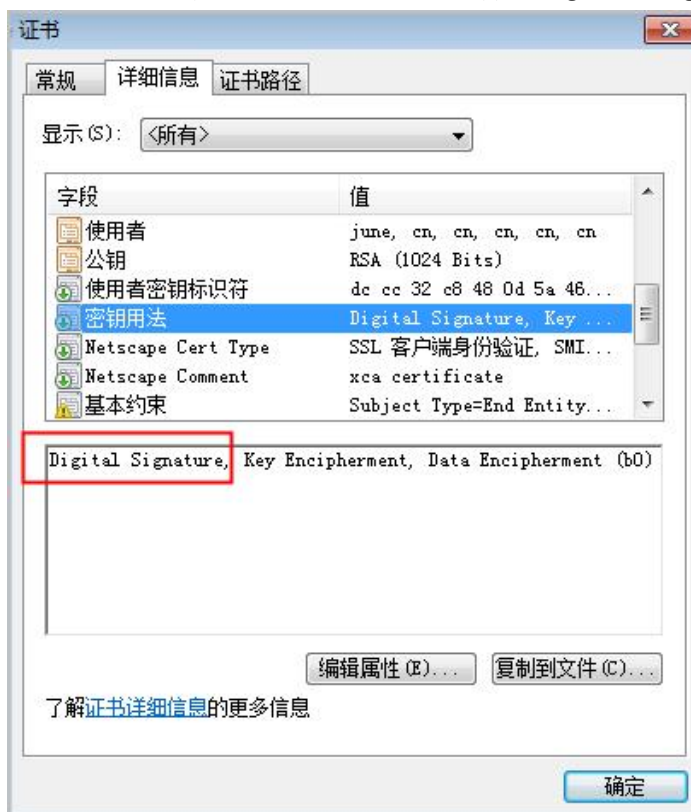 证书
常规 详细信息 证书路径
显示(S): <所有>
字段 值
使用者 june, cn, cn, cn, cn, cn
公钥 RSA (1024 Bits)
使用者密钥标识符 dc cc 32 c8 48 0d 5a 46...
密钥用法 Digital Signature, Key ...
Netscape Cert Type SSL 客户端身份验证, SMI...
Netscape Comment xca certificate
基本约束 Subject Type=End Entity...
Digital Signature, Key Encipherment, Data Encipherment (b0)
编辑属性(E)... 复制到文件(C)...
了解证书详细信息的更多信息
确定